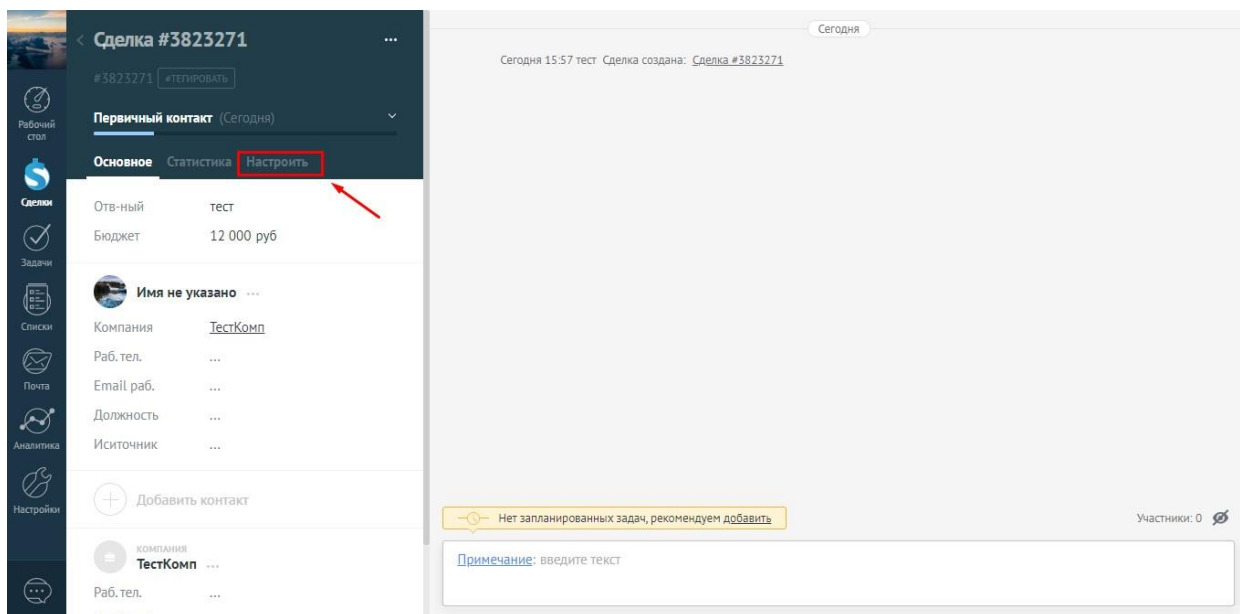 Рабочий
стол
Сделки
Задачи
Списки
Почта
Аналитика
Настройки
Сделка #3823271
...
#3823271 #ТЕГИРОВАТЬ
Первичный контакт (Сегодня)
Основное Статистика Настроить
Отв-ный тест
Бюджет 12 000 руб
Имя не указано ...
Компания ТестКомп
Раб. тел. ...
Email раб. ...
Должность ...
Иситочник ...
Добавить контакт
КОМПАНИЯ
ТестКомп ...
Раб. тел. ...
Сегодня
Сегодня 15:57 тест Сделка создана: Сделка #3823271
Нет запланированных задач, рекомендуем добавить
Участники: 0
Примечание: введите текст